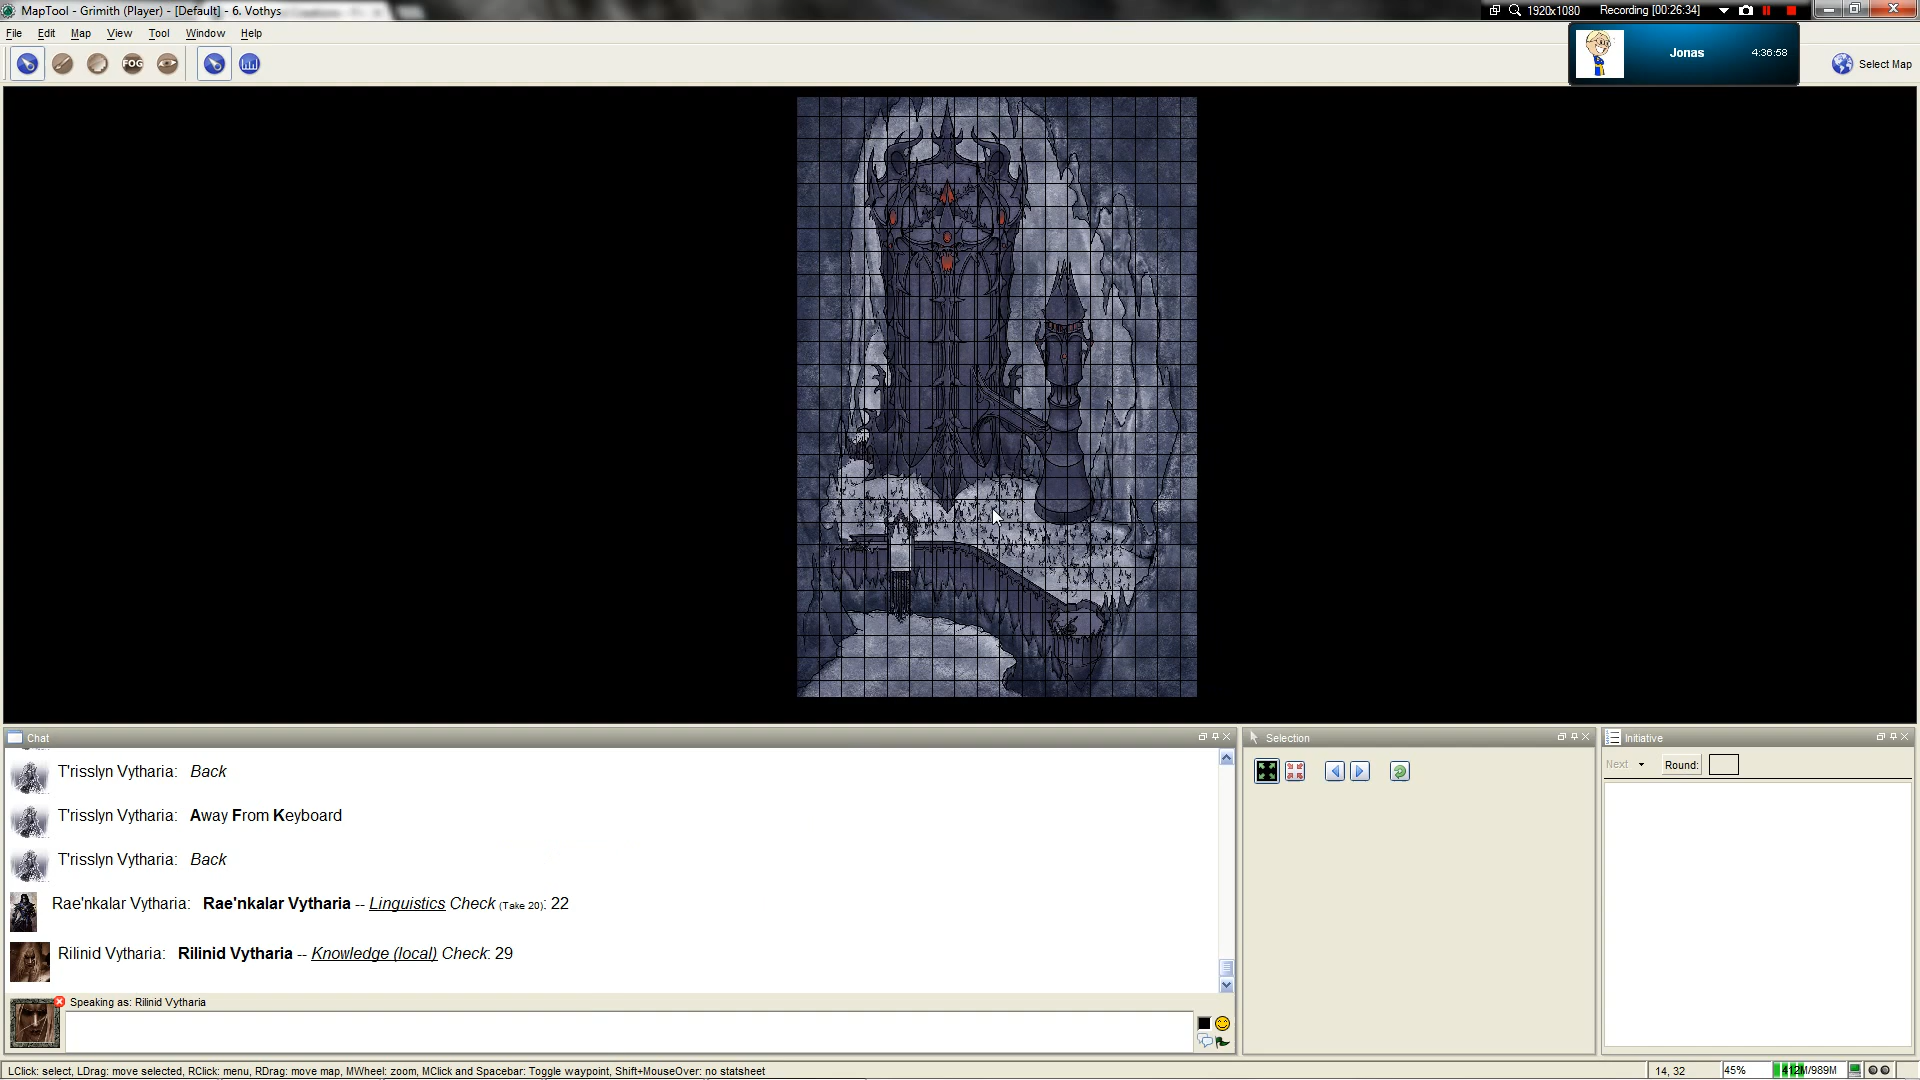 MapTool - Grimith (Player) - [Default] - 6. Vothys
1920x1080
Recording [00:26:34]
File Edit Map View Tool Window Help
Jonas
4:36:58
FOG
Select Map
Chat
Selection
Initiative
T'risslyn Vytharia: Back
Next
Round:
T'risslyn Vytharia: Away From Keyboard
T'risslyn Vytharia: Back
Rae'nkalar Vytharia: Rae'nkalar Vytharia -- Linguistics Check (Take 20): 22
Rilinid Vytharia: Rilinid Vytharia -- Knowledge (local) Check: 29
Speaking as: Rilinid Vytharia
LClick: select, LDrag: move selected, RClick: menu, RDrag: move map, MWheel: zoom, MClick and Spacebar: Toggle waypoint, Shift+MouseOver: no statsheet
14, 32
45%
412M/989M